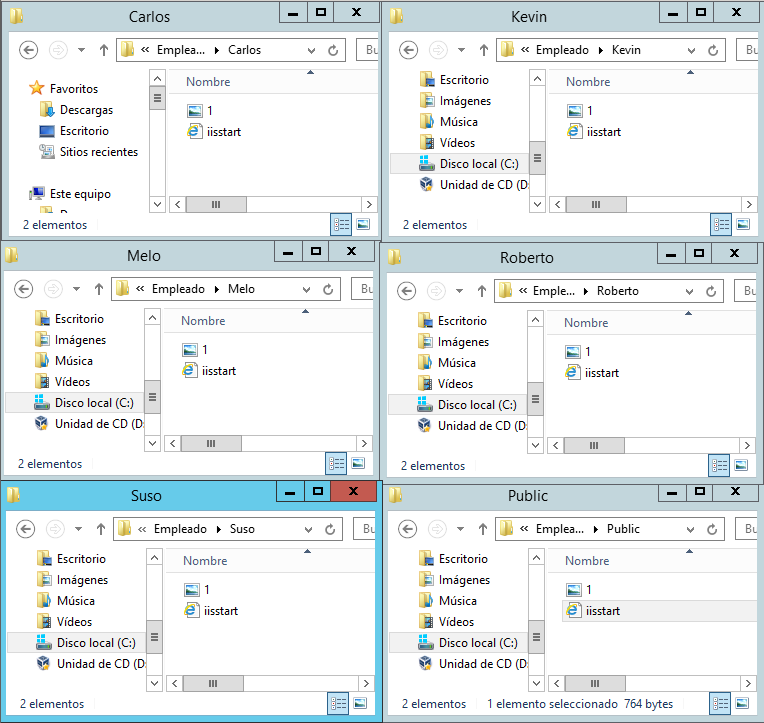 Carlos
« Emplea... Carlos
Bu
Favoritos
Descargas
Escritorio
Sitios recientes
Este equipo
Nombre
1
iisstart
2 elementos
Kevin
« Empleado Kevin
Bu
Escritorio
Imágenes
Música
Vídeos
Disco local (C:)
Unidad de CD (D:
Nombre
1
iisstart
2 elementos
Melo
« Empleado Melo
Bu
Escritorio
Imágenes
Música
Vídeos
Disco local (C:)
Unidad de CD (D:
Nombre
1
iisstart
2 elementos
Roberto
« Emple... Roberto
Bu
Escritorio
Imágenes
Música
Vídeos
Disco local (C:)
Unidad de CD (D:
Nombre
1
iisstart
2 elementos
Suso
« Empleado Suso
Bu
Escritorio
Imágenes
Música
Vídeos
Disco local (C:)
Unidad de CD (D:
Nombre
1
iisstart
2 elementos
Public
« Emplea... Public
Bu
Escritorio
Imágenes
Música
Vídeos
Disco local (C:)
Unidad de CD (D:
Nombre
1
iisstart
2 elementos 1 elemento seleccionado 764 bytes